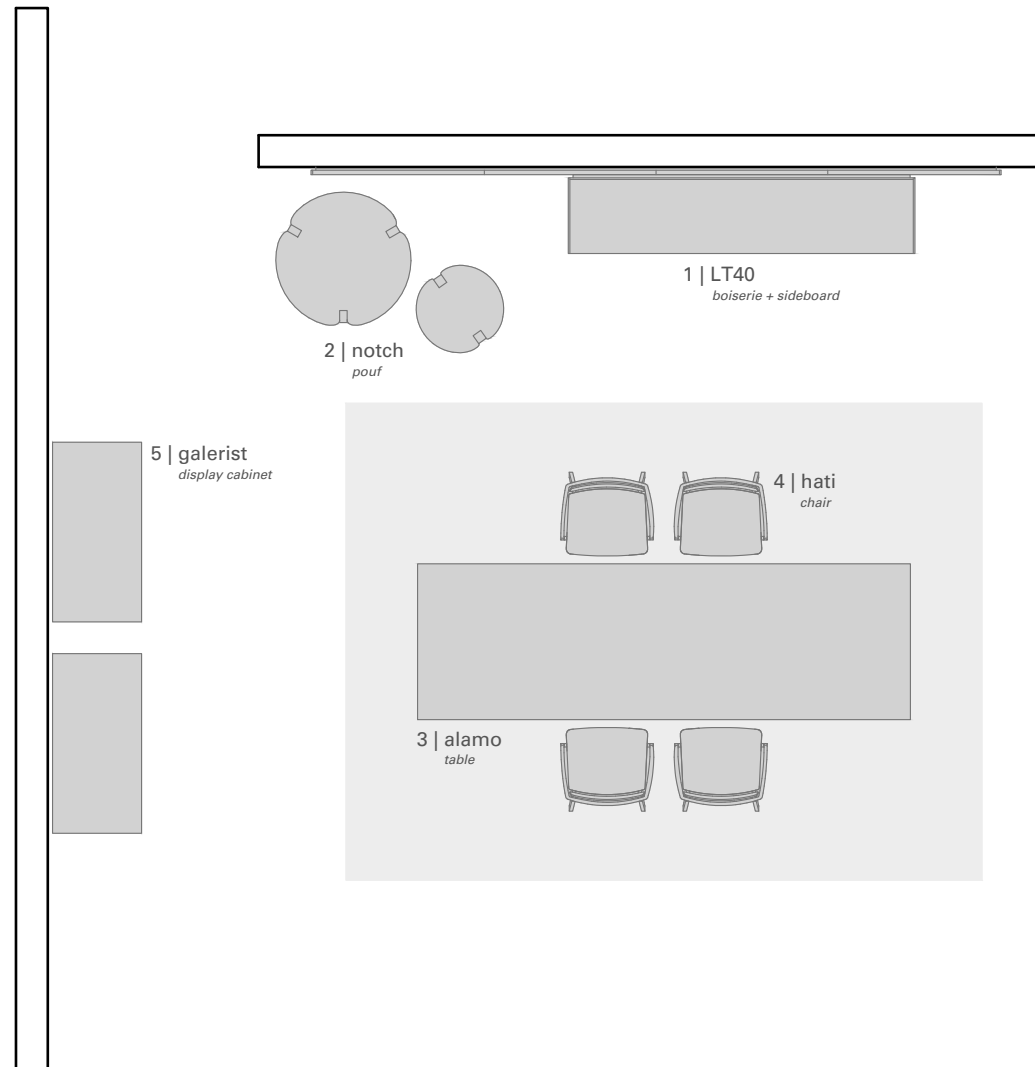 1 | LT40
boiserie + sideboard
2 | notch
pouf
5 | galerist
display cabinet
4 | hati
chair
3 | alamo
table